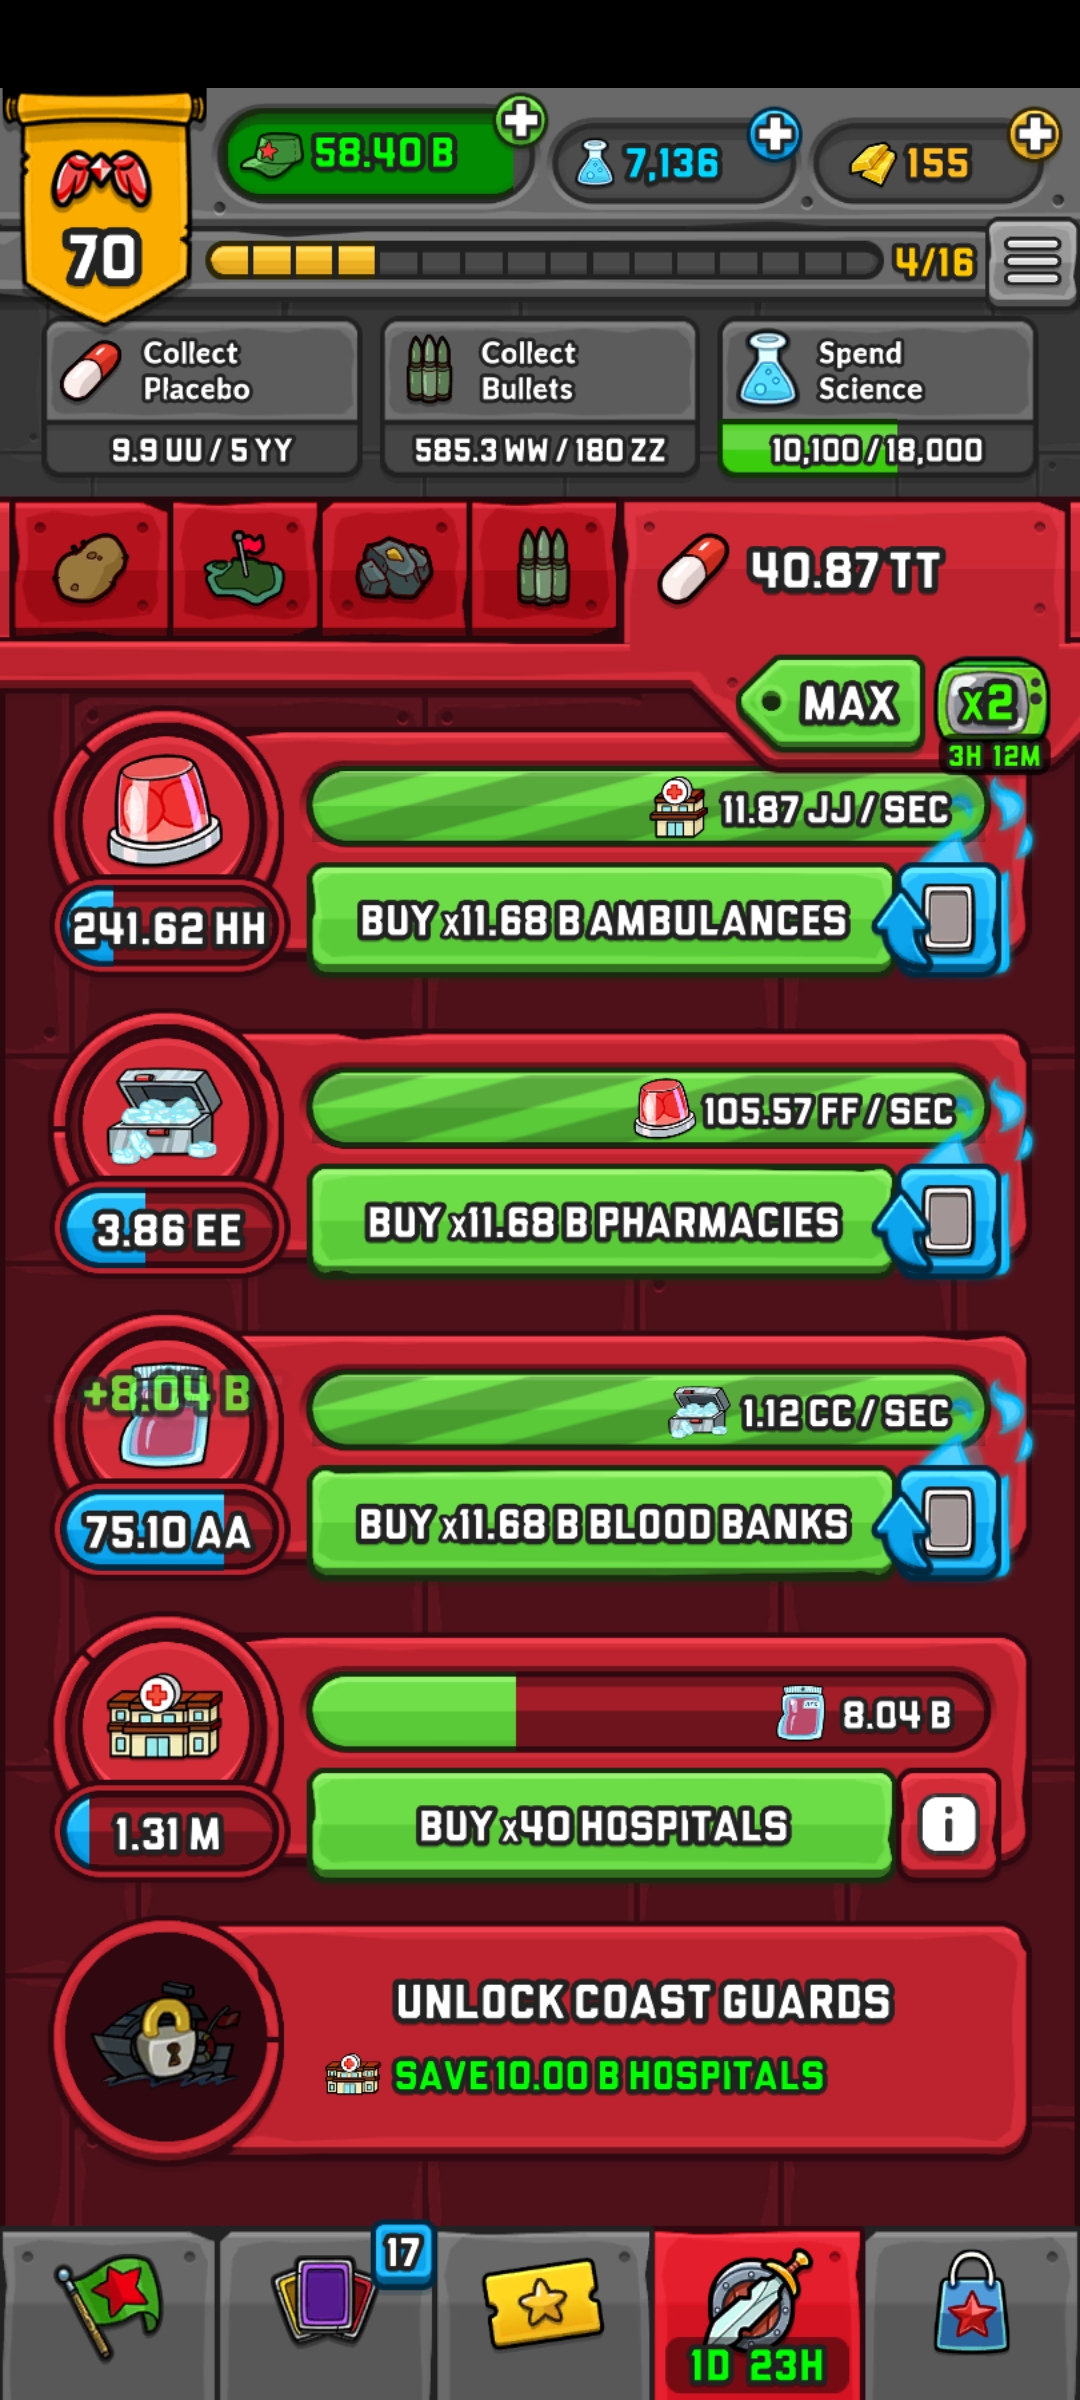 70
58.40 B
7,136
155
4/16
Collect
Placebo
9.9 UU / 5 YY
Collect
Bullets
585.3 WW / 180 ZZ
Spend
Science
10,100 / 18,000
40.87 TT
MAX
x2
3H 12M
11.87 JJ / SEC
241.62 HH
BUY x11.68 B AMBULANCES
105.57 FF / SEC
3.86 EE
BUY x11.68 B PHARMACIES
+8.04 B
1.12 CC / SEC
75.10 AA
BUY x11.68 B BLOOD BANKS
8.04 B
1.31 M
BUY x40 HOSPITALS
i
UNLOCK COAST GUARDS
SAVE 10.00 B HOSPITALS
17
1D 23H